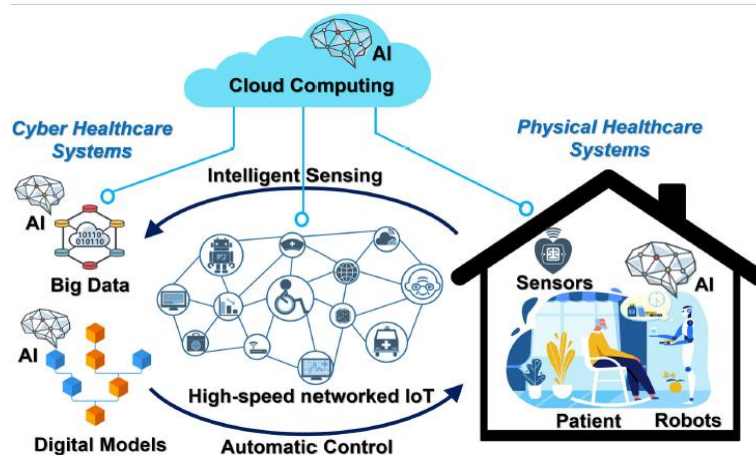 AI
Cloud Computing
Cyber Healthcare
Systems
Physical Healthcare
Systems
Intelligent Sensing
AI
10110
010110
Big Data
Sensors
AI
AI
High-speed networked IoT
Digital Models
Automatic Control
Patient
Robots